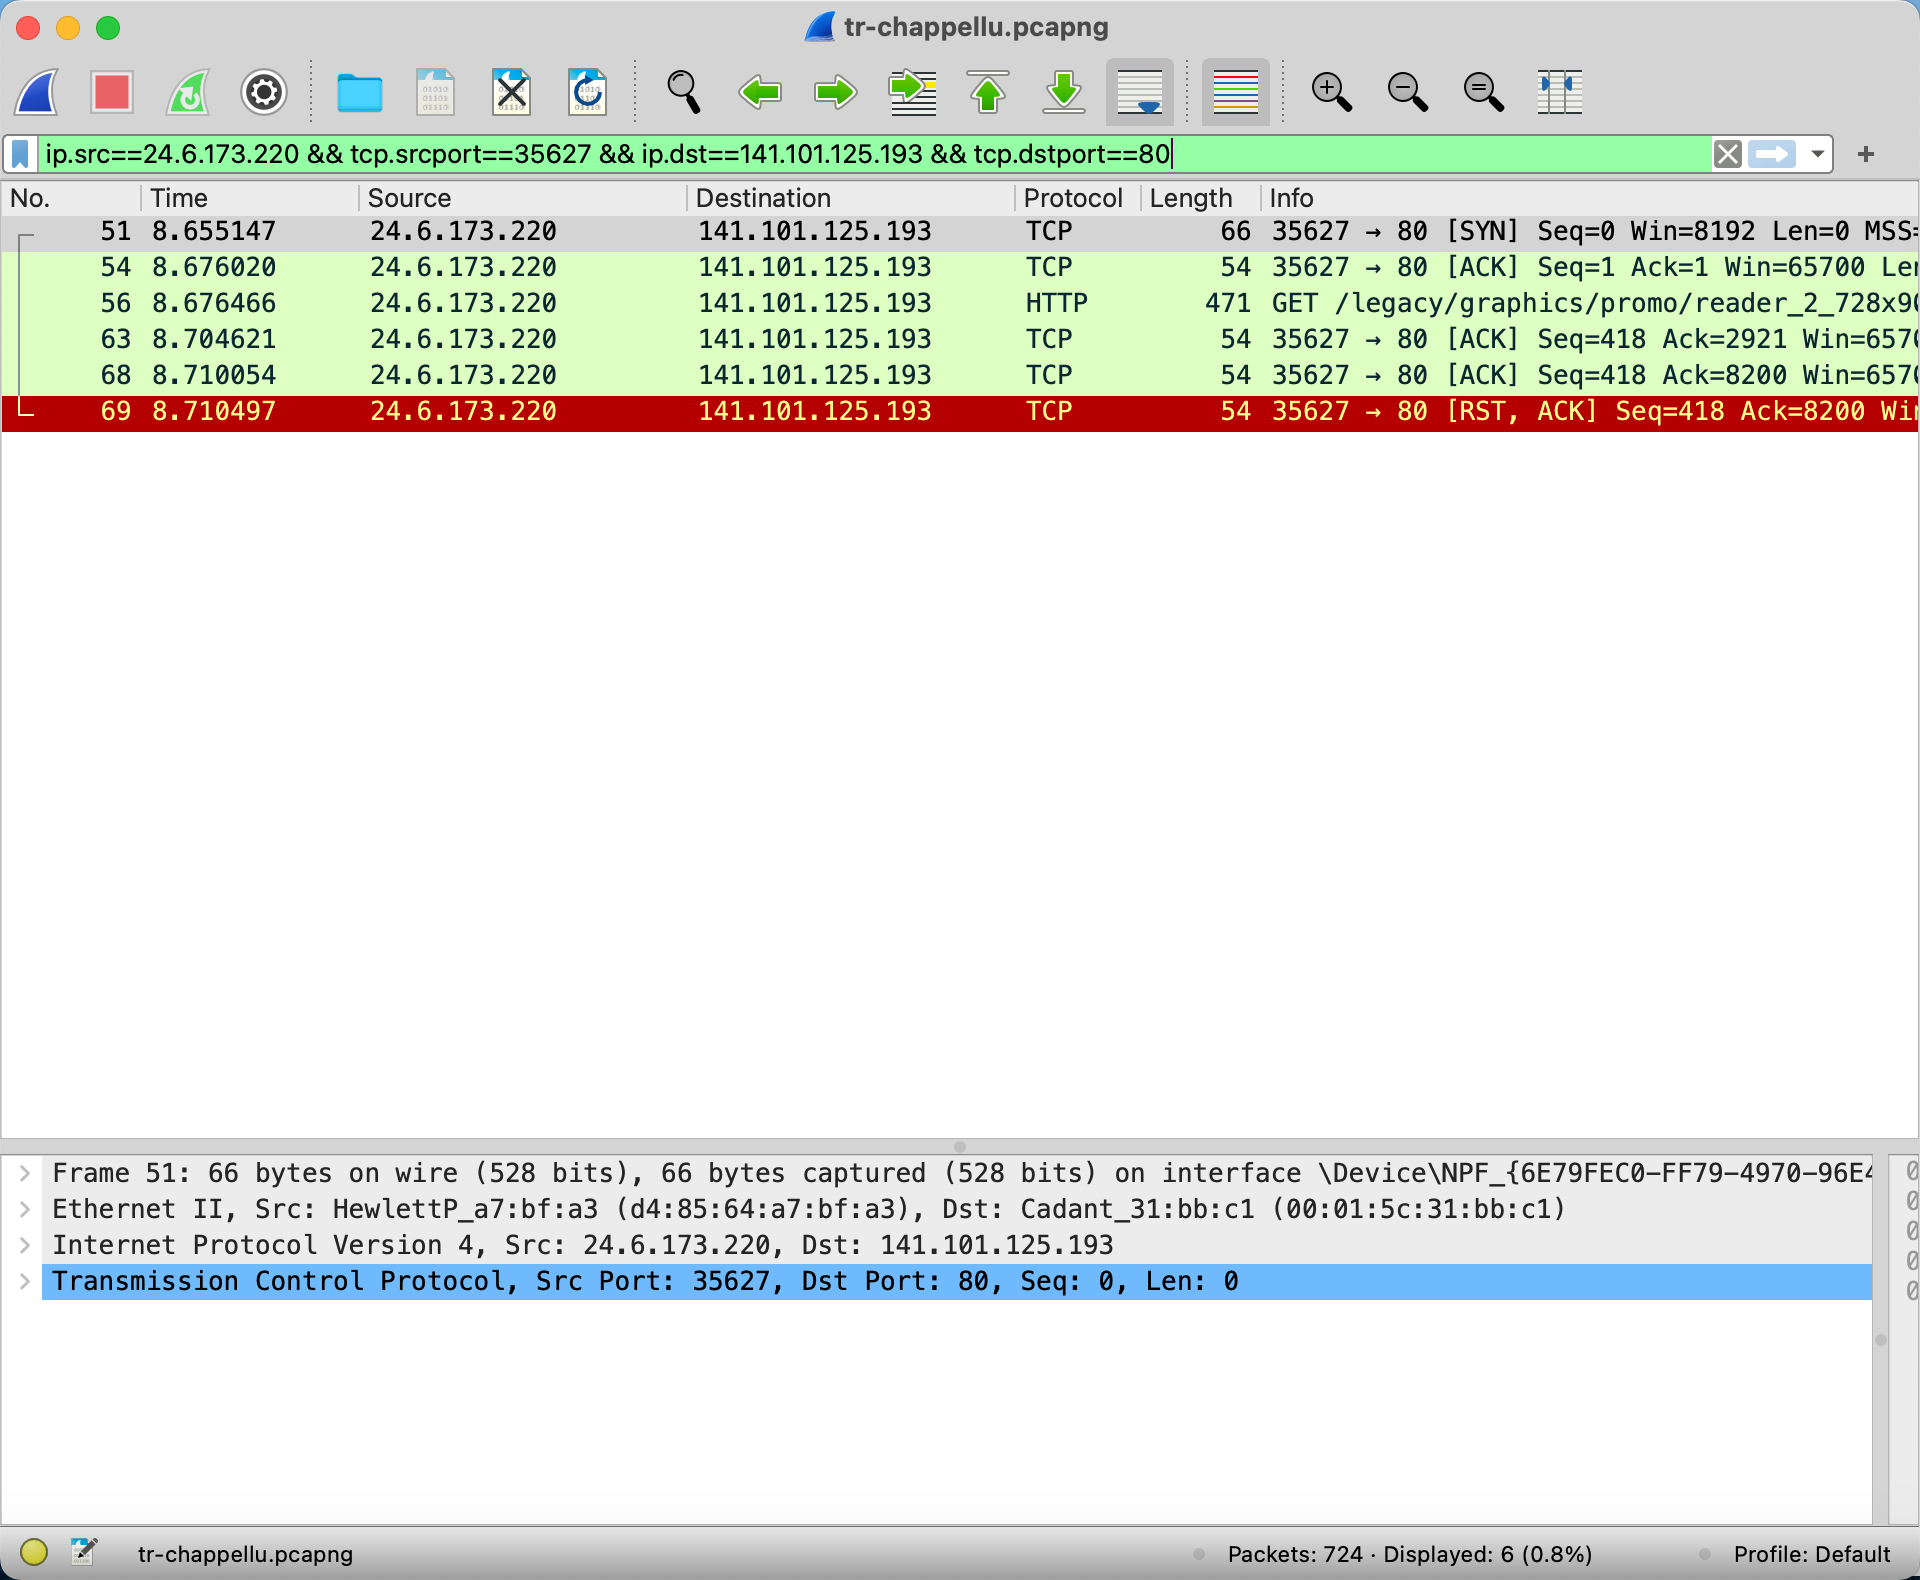 tr-chappellu.pcapng
ip.src==24.6.173.220 && tcp.srcport==35627 && ip.dst==141.101.125.193 && tcp.dstport==80
No. Time Source Destination Protocol Length Info
51 8.655147 24.6.173.220 141.101.125.193 TCP 66 35627 → 80 [SYN] Seq=0 Win=8192 Len=0 MSS=
54 8.676020 24.6.173.220 141.101.125.193 TCP 54 35627 → 80 [ACK] Seq=1 Ack=1 Win=65700 Len
56 8.676466 24.6.173.220 141.101.125.193 HTTP 471 GET /legacy/graphics/promo/reader_2_728x90
63 8.704621 24.6.173.220 141.101.125.193 TCP 54 35627 → 80 [ACK] Seq=418 Ack=2921 Win=6570
68 8.710054 24.6.173.220 141.101.125.193 TCP 54 35627 → 80 [ACK] Seq=418 Ack=8200 Win=6570
69 8.710497 24.6.173.220 141.101.125.193 TCP 54 35627 → 80 [RST, ACK] Seq=418 Ack=8200 Win
Frame 51: 66 bytes on wire (528 bits), 66 bytes captured (528 bits) on interface \Device\NPF_{6E79FEC0-FF79-4970-96E4
Ethernet II, Src: HewlettP_a7:bf:a3 (d4:85:64:a7:bf:a3), Dst: Cadant_31:bb:c1 (00:01:5c:31:bb:c1)
Internet Protocol Version 4, Src: 24.6.173.220, Dst: 141.101.125.193
Transmission Control Protocol, Src Port: 35627, Dst Port: 80, Seq: 0, Len: 0
0
0
0
0
0
tr-chappellu.pcapng Packets: 724 · Displayed: 6 (0.8%) Profile: Default